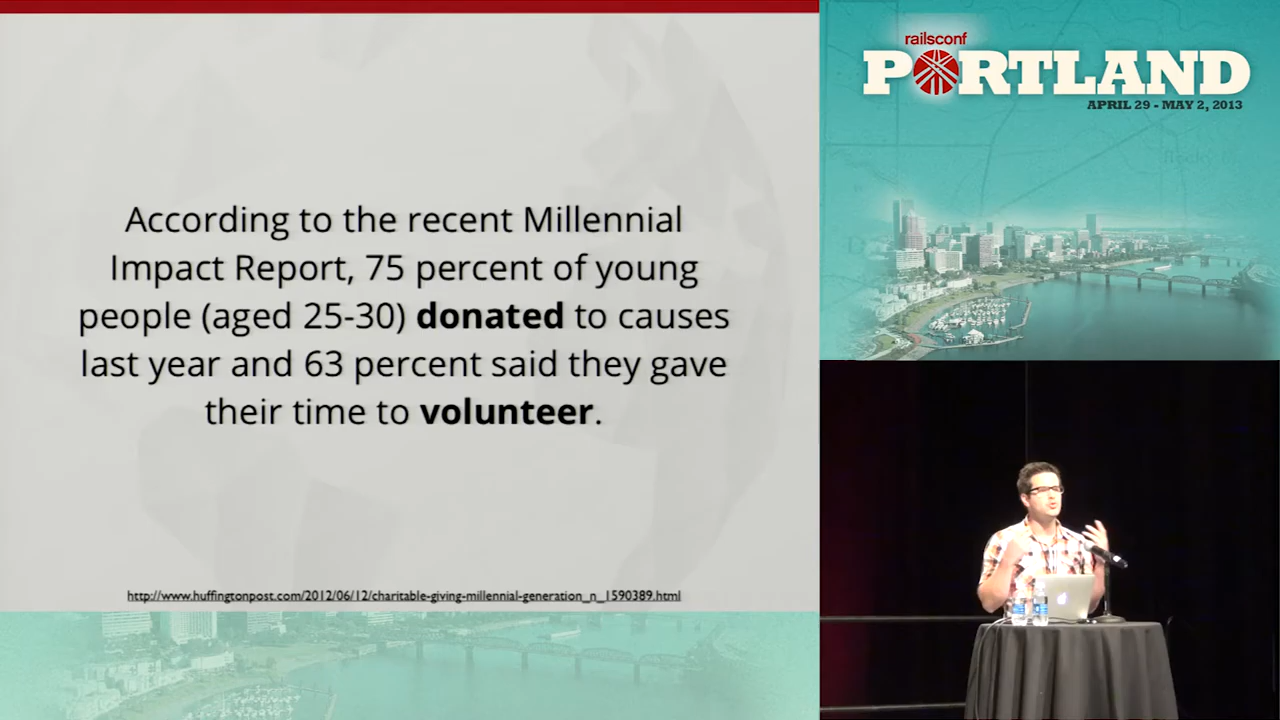 According to the recent Millennial
Impact Report, 75 percent of young
people (aged 25-30) donated to causes
last year and 63 percent said they gave
their time to volunteer.
http://www.huffingtonpost.com/2012/06/12/charitable-giving-millennial-generation_n_1590389.html
railsconf
PORTLAND
APRIL 29 - MAY 2, 2013